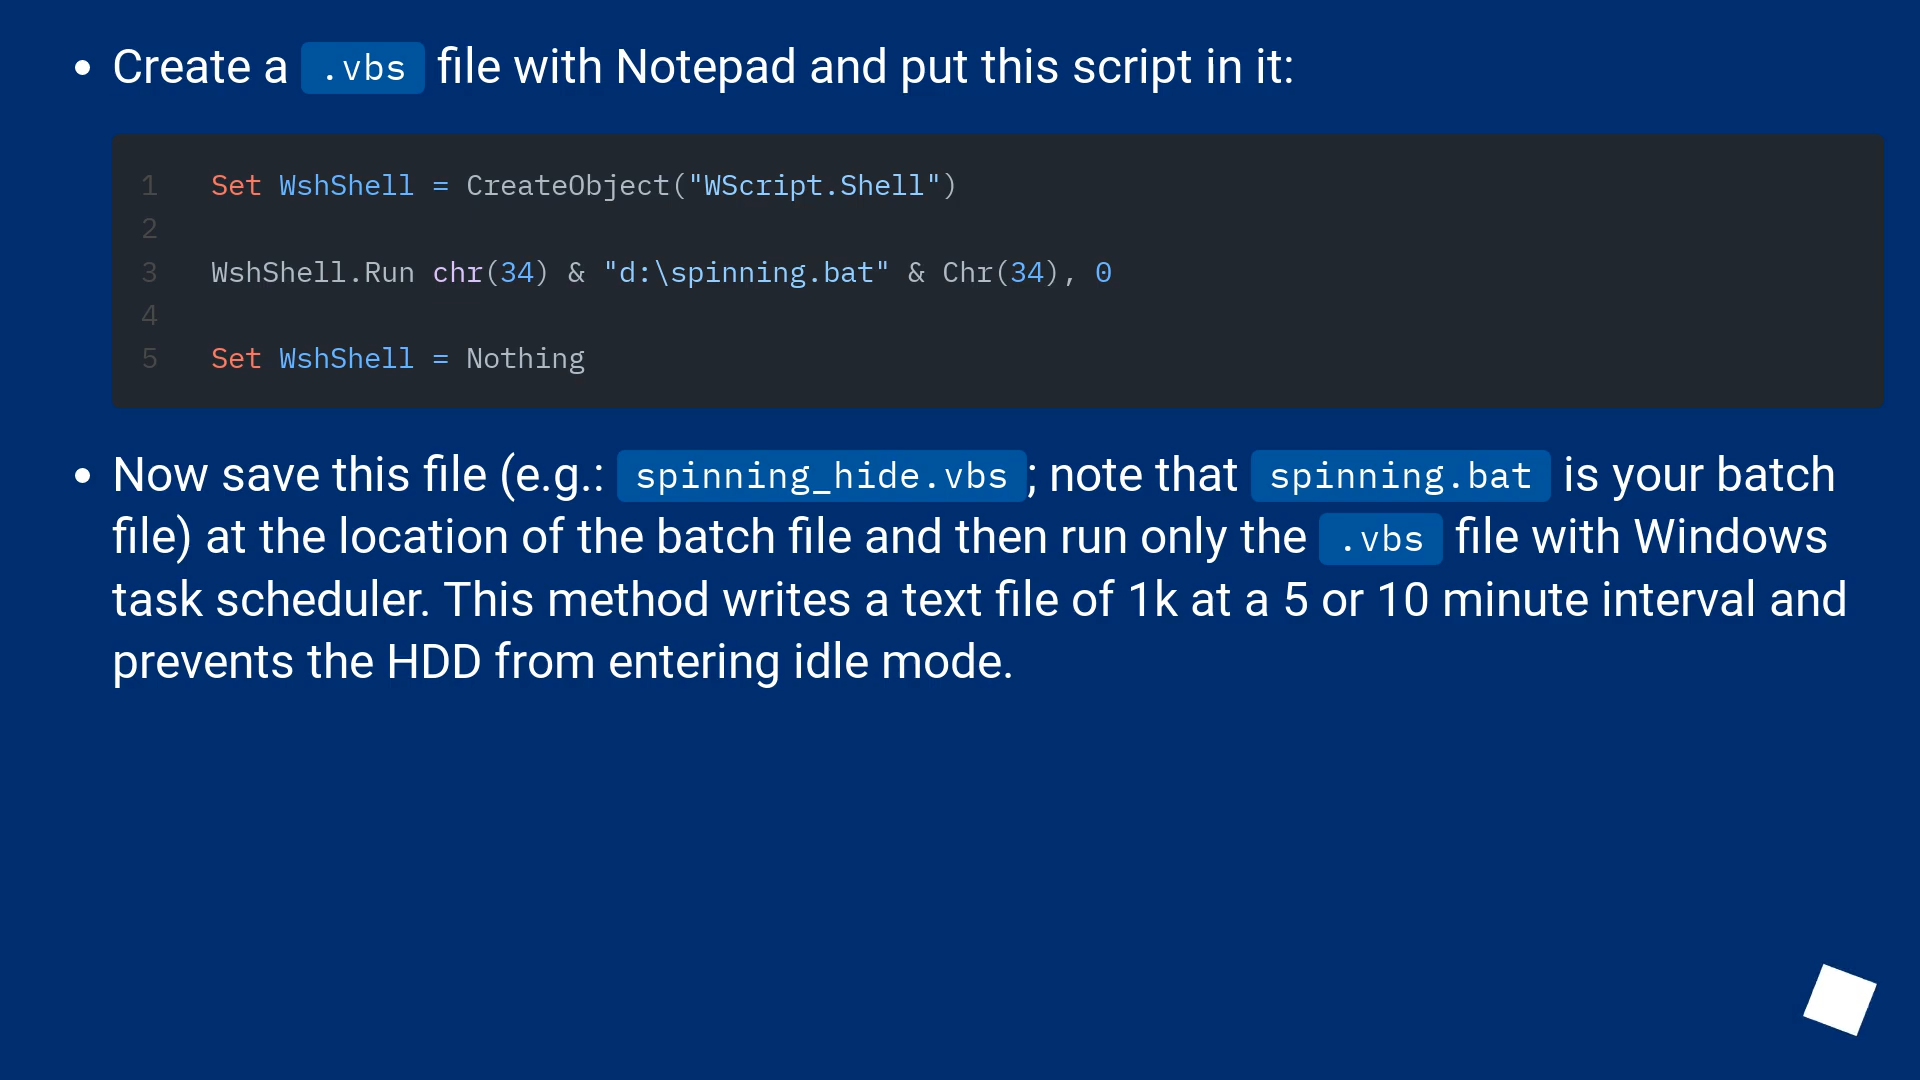 • Create a .vbs file with Notepad and put this script in it:
1 Set WshShell = CreateObject("WScript.Shell")
2
3 WshShell.Run chr(34) & "d:\spinning.bat" & Chr(34), 0
4
5 Set WshShell = Nothing
• Now save this file (e.g.: spinning_hide.vbs; note that spinning.bat is your batch
file) at the location of the batch file and then run only the .vbs file with Windows
task scheduler. This method writes a text file of 1k at a 5 or 10 minute interval and
prevents the HDD from entering idle mode.